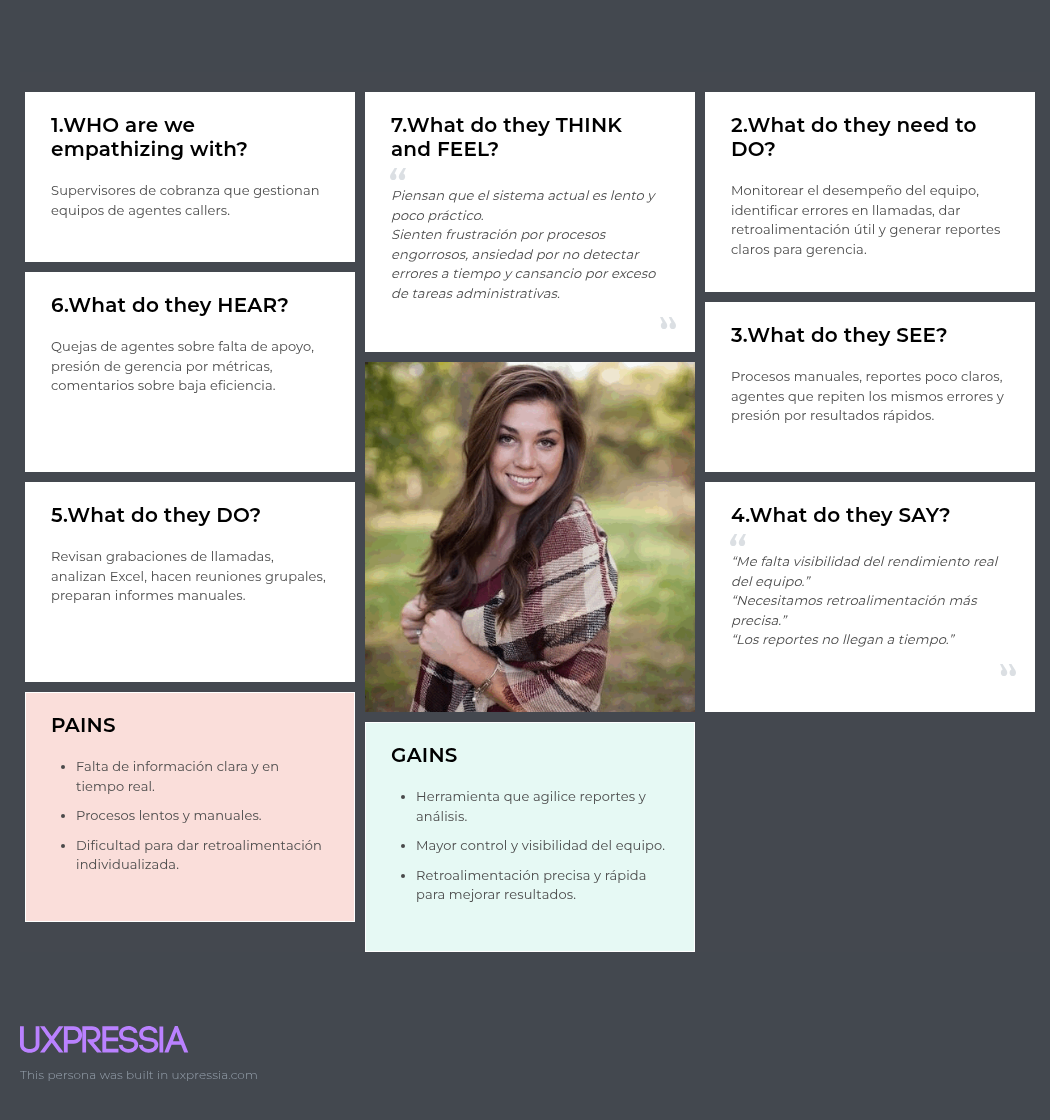 1.WHO are we
empathizing with?
Supervisores de cobranza que gestionan
equipos de agentes callers.
7.What do they THINK
and FEEL?
“
Piensan que el sistema actual es lento y
poco práctico.
Sienten frustración por procesos
engorrosos, ansiedad por no detectar
errores a tiempo y cansancio por exceso
de tareas administrativas.
”
2.What do they need to
DO?
Monitorear el desempeño del equipo,
identificar errores en llamadas, dar
retroalimentación útil y generar reportes
claros para gerencia.
6.What do they HEAR?
Quejas de agentes sobre falta de apoyo,
presión de gerencia por métricas,
comentarios sobre baja eficiencia.
3.What do they SEE?
Procesos manuales, reportes poco claros,
agentes que repiten los mismos errores y
presión por resultados rápidos.
5.What do they DO?
Revisan grabaciones de llamadas,
analizan Excel, hacen reuniones grupales,
preparan informes manuales.
4.What do they SAY?
“
“Me falta visibilidad del rendimiento real
del equipo.”
“Necesitamos retroalimentación más
precisa.”
“Los reportes no llegan a tiempo.”
”
PAINS
• Falta de información clara y en
tiempo real.
• Procesos lentos y manuales.
• Dificultad para dar retroalimentación
individualizada.
GAINS
• Herramienta que agilice reportes y
análisis.
• Mayor control y visibilidad del equipo.
• Retroalimentación precisa y rápida
para mejorar resultados.
UXPRESSIA
This persona was built in uxpressia.com